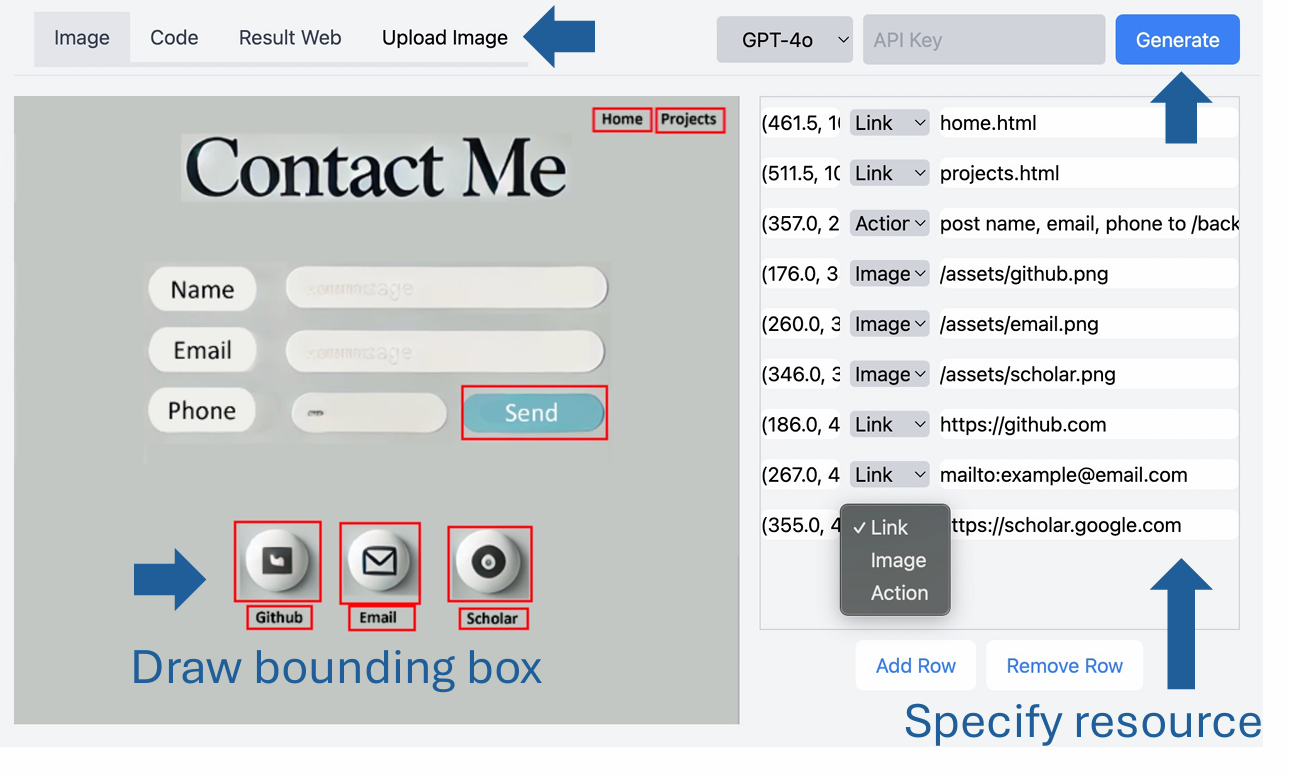 Image Code Result Web Upload Image GPT-4o API Key Generate
Home Projects
Contact Me
Name
Email
Phone Send
Github Email Scholar
Draw bounding box
(461.5, 10 Link home.html
(511.5, 10 Link projects.html
(357.0, 2 Action post name, email, phone to /back
(176.0, 3 Image /assets/github.png
(260.0, 3 Image /assets/email.png
(346.0, 3 Image /assets/scholar.png
(186.0, 4 Link https://github.com
(267.0, 4 Link mailto:example@email.com
(355.0, 4 ttps://scholar.google.com
✓ Link
Image
Action
Add Row Remove Row
Specify resource